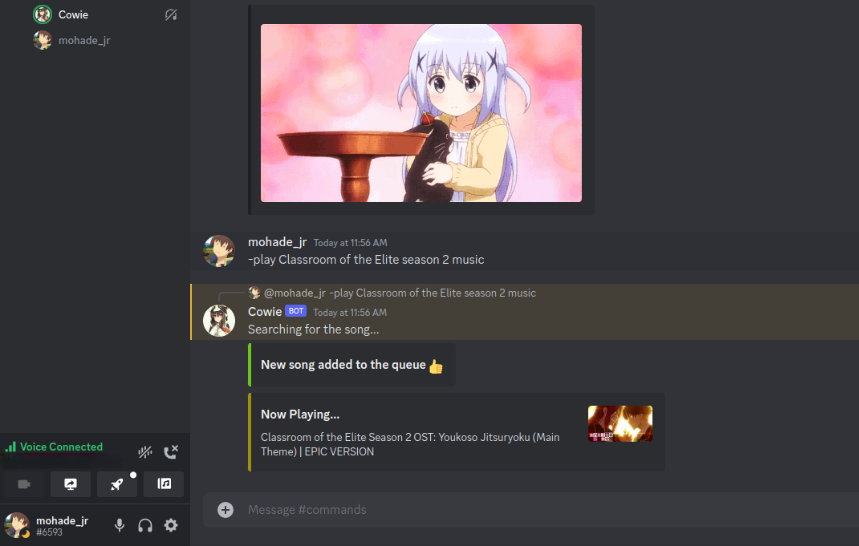 Cowie
mohade_jr
mohade_jr Today at 11:56 AM
-play Classroom of the Elite season 2 music
@mohade_jr -play Classroom of the Elite season 2 music
Cowie BOT Today at 11:56 AM
Searching for the song...
New song added to the queue 👍
Now Playing...
Classroom of the Elite Season 2 OST: Youkoso Jitsuryoku (Main
Theme) | EPIC VERSION
Voice Connected
mohade_jr
#6593
Message #commands